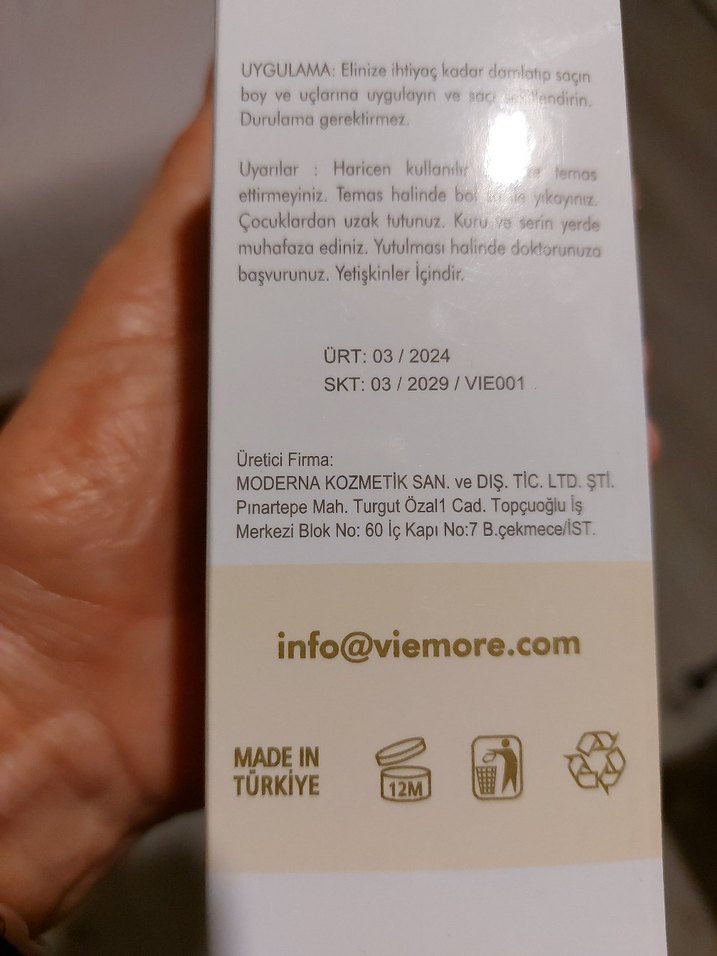 UYGULAMA: Elinize ihtiyaç kadar damlatıp saçın
boy ve uçlarına uygulayın ve saçı
Durulama gerektirmez.
Uyarılar : Haricen kullanılır temas
ettirmeyiniz. Temas halinde bol su ile yıkayınız.
Çocuklardan uzak tutunuz. Kuru ve serin yerde
muhafaza ediniz. Yutulması halinde doktorunuza
başvurunuz. Yetişkinler İçindir.
ÜRT: 03 / 2024
SKT: 03 / 2029 / VIE001
Üretici Firma:
MODERNA KOZMETİK SAN. ve DIŞ. TİC. LTD. ŞTİ.
Pınartepe Mah. Turgut Özal1 Cad. Topçuoğlu İş
Merkezi Blok No: 60 İç Kapı No:7 B.çekmece/İST.
info@viemore.com
MADE IN
TÜRKİYE
12M